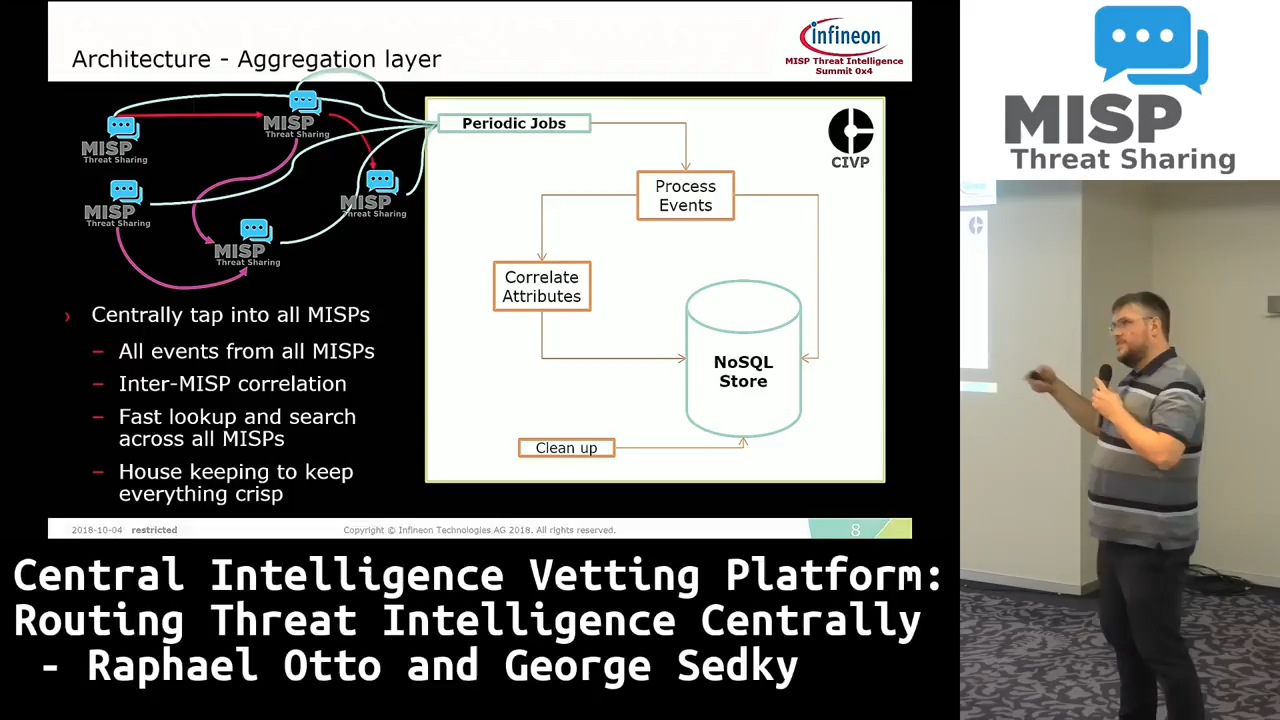 Architecture - Aggregation layer
infineon
MISP Threat Intelligence
Summit 0x4
MISP
Threat Sharing
MISP
Threat Sharing
MISP
Threat Sharing
MISP
Threat Sharing
MISP
Threat Sharing
› Centrally tap into all MISPs
– All events from all MISPs
– Inter-MISP correlation
– Fast lookup and search
across all MISPs
– House keeping to keep
everything crisp
Periodic Jobs
CIVP
Process
Events
Correlate
Attributes
NoSQL
Store
Clean up
2018-10-04 restricted
Copyright © Infineon Technologies AG 2018. All rights reserved.
8
MISP
Threat Sharing
Central Intelligence Vetting Platform:
Routing Threat Intelligence Centrally
- Raphael Otto and George Sedky